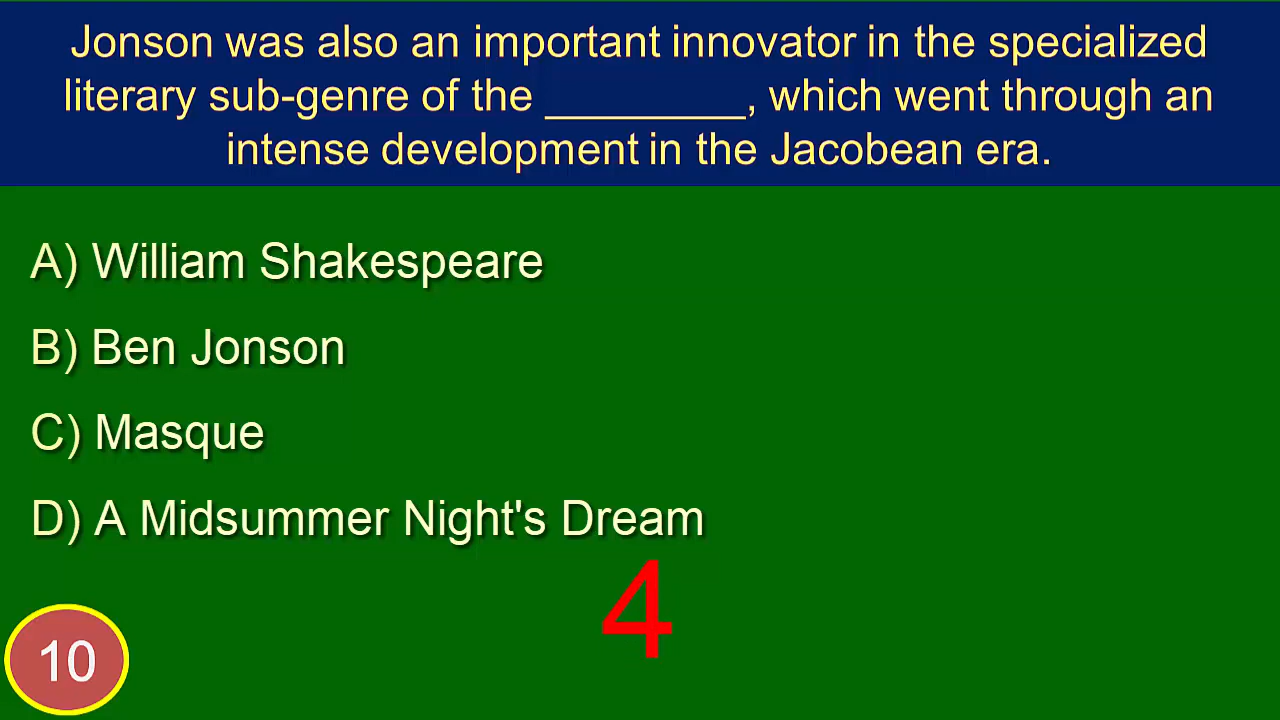 Jonson was also an important innovator in the specialized
literary sub-genre of the ________, which went through an
intense development in the Jacobean era.
A) William Shakespeare
B) Ben Jonson
C) Masque
D) A Midsummer Night's Dream
4
10